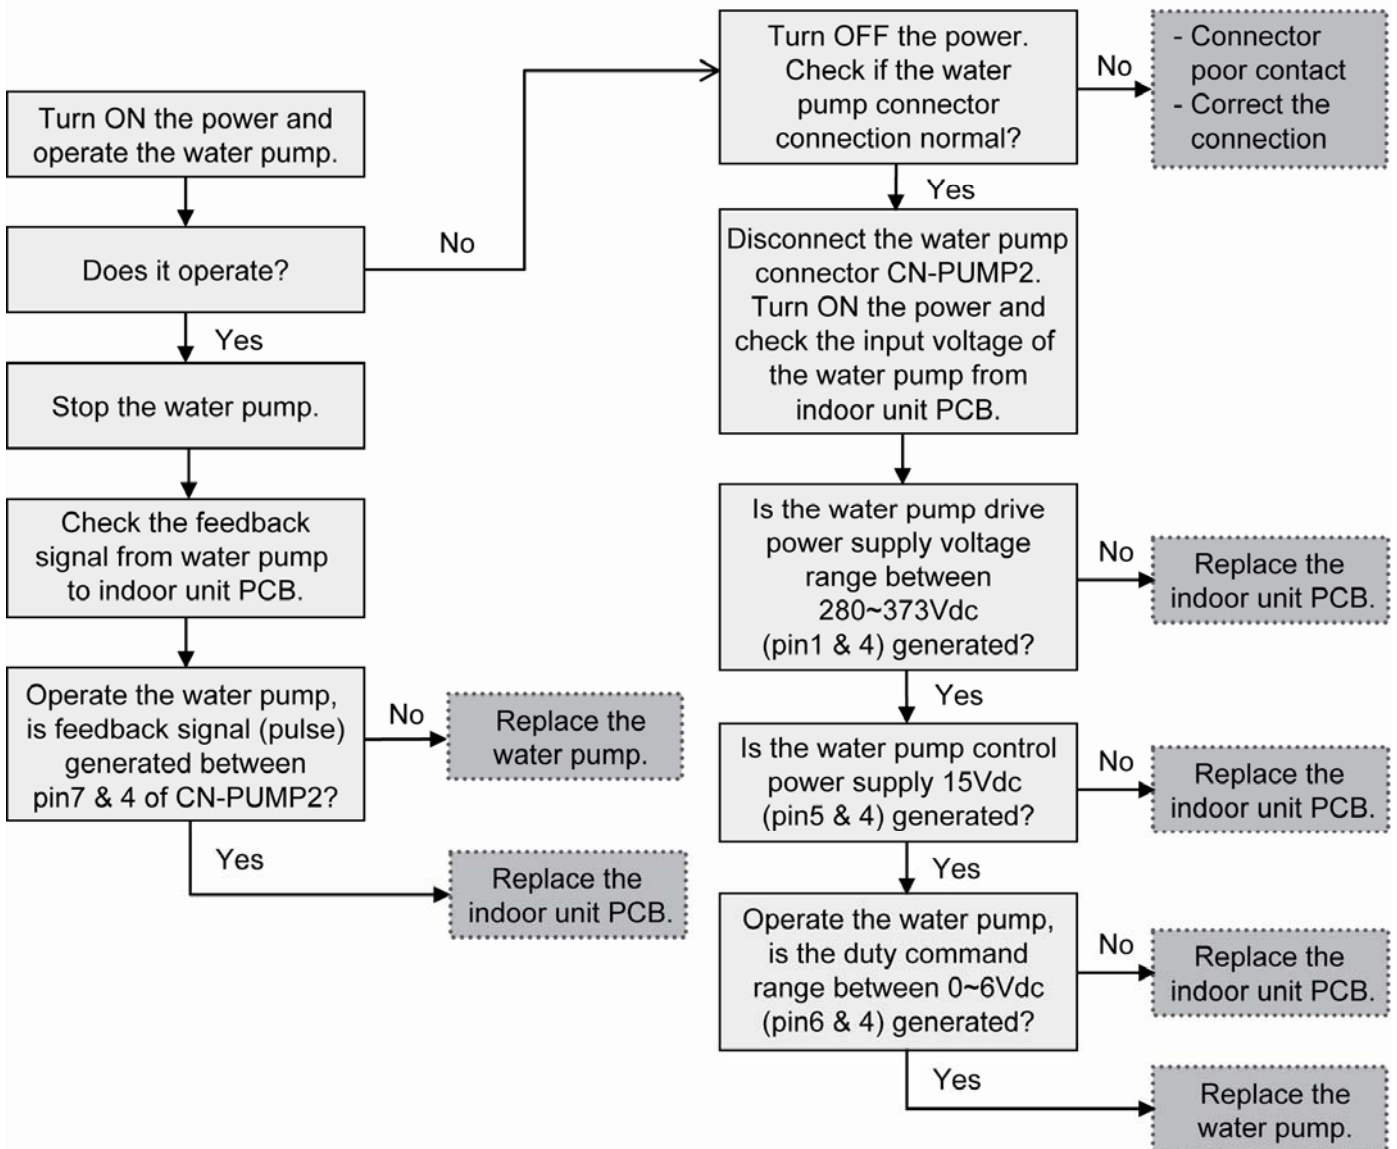 Turn ON the power and
operate the water pump.
Does it operate?
No
Yes
Stop the water pump.
Check the feedback
signal from water pump
to indoor unit PCB.
Operate the water pump,
is feedback signal (pulse)
generated between
pin7 & 4 of CN-PUMP2?
No
Replace the
water pump.
Yes
Replace the
indoor unit PCB.
Turn OFF the power.
Check if the water
pump connector
connection normal?
No
- Connector
poor contact
- Correct the
connection
Yes
Disconnect the water pump
connector CN-PUMP2.
Turn ON the power and
check the input voltage of
the water pump from
indoor unit PCB.
Is the water pump drive
power supply voltage
range between
280~373Vdc
(pin1 & 4) generated?
No
Replace the
indoor unit PCB.
Yes
Is the water pump control
power supply 15Vdc
(pin5 & 4) generated?
No
Replace the
indoor unit PCB.
Yes
Operate the water pump,
is the duty command
range between 0~6Vdc
(pin6 & 4) generated?
No
Replace the
indoor unit PCB.
Yes
Replace the
water pump.